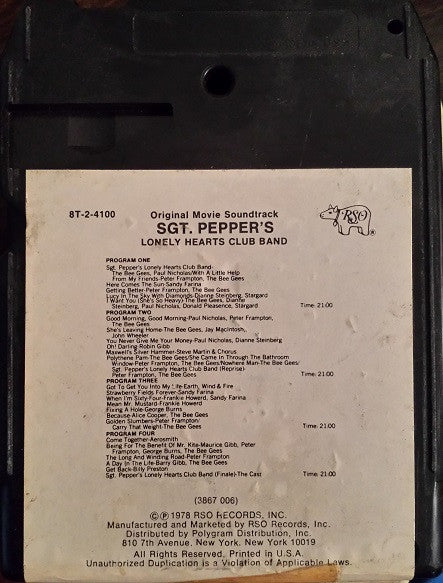 8T-2-4100
Original Movie Soundtrack
SGT. PEPPER'S
LONELY HEARTS CLUB BAND
RSO
®
PROGRAM ONE
Sgt. Pepper's Lonely Hearts Club Band-
The Bee Gees, Paul Nicholas/With A Little Help
From My Friends-Peter Frampton, The Bee Gees
Here Comes The Sun-Sandy Farina
Getting Better-Peter Frampton, The Bee Gees
Lucy In The Sky With Diamonds-Dianne Steinberg, Stargard
I Want You (She's So Heavy)-The Bee Gees, Dianne
Steinberg, Paul Nicholas, Donald Pleasence, Stargard Time: 21:00
PROGRAM TWO
Good Morning, Good Morning-Paul Nicholas, Peter Frampton,
The Bee Gees
She's Leaving Home-The Bee Gees, Jay MacIntosh,
John Wheeler
You Never Give Me Your Money-Paul Nicholas, Dianne Steinberg
Oh! Darling-Robin Gibb
Maxwell's Silver Hammer-Steve Martin & Chorus
Polythene Pam-The Bee Gees/She Came In Through The Bathroom
Window-Peter Frampton, The Bee Gees/Nowhere Man-The Bee Gees/
Sgt. Pepper's Lonely Hearts Club Band (Reprise)-
Peter Frampton, The Bee Gees Time: 21:00
PROGRAM THREE
Got To Get You Into My Life-Earth, Wind & Fire
Strawberry Fields Forever-Sandy Farina
When I'm Sixty-Four-Frankie Howerd, Sandy Farina
Mean Mr. Mustard-Frankie Howerd
Fixing A Hole-George Burns
Because-Alice Cooper, The Bee Gees
Golden Slumbers-Peter Frampton/
Carry That Weight-The Bee Gees Time: 21:00
PROGRAM FOUR
Come Together-Aerosmith
Being For The Benefit Of Mr. Kite-Maurice Gibb, Peter
Frampton, George Burns, The Bee Gees
The Long And Winding Road-Peter Frampton
A Day In The Life-Barry Gibb, The Bee Gees
Get Back-Billy Preston
Sgt. Pepper's Lonely Hearts Club Band (Finale)-The Cast Time: 21:00
(3867 006)
©Ⓟ 1978 RSO RECORDS, INC.
Manufactured and Marketed by RSO Records, Inc.
Distributed by Polygram Distribution, Inc.
810 7th Avenue, New York, New York 10019
All Rights Reserved. Printed in U.S.A.
Unauthorized Duplication is a Violation of Applicable Laws.